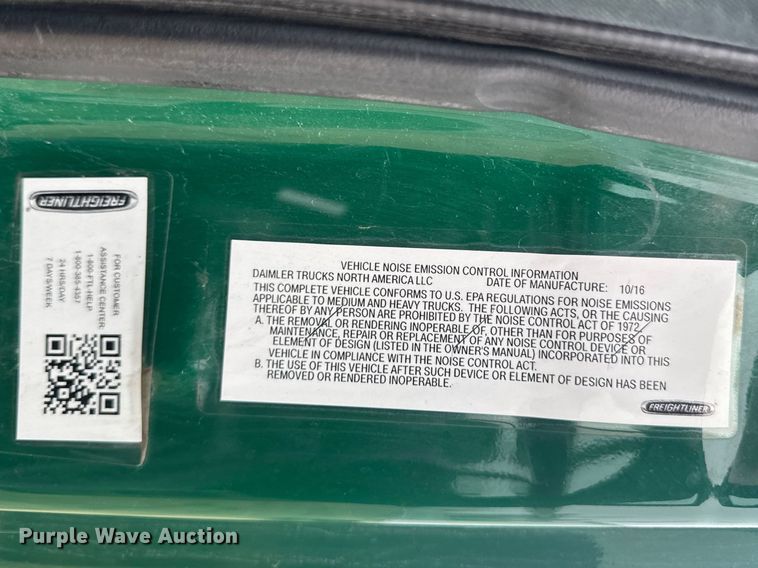 FREIGHTLINER
FOR CUSTOMER
ASSISTANCE CENTER:
1-800-FTL-HELP
1-800-385-4357
24 HRS/DAY
7 DAYS/WEEK
VEHICLE NOISE EMISSION CONTROL INFORMATION
DAIMLER TRUCKS NORTH AMERICA LLC DATE OF MANUFACTURE: 10/16
THIS COMPLETE VEHICLE CONFORMS TO U.S. EPA REGULATIONS FOR NOISE EMISSIONS
APPLICABLE TO MEDIUM AND HEAVY TRUCKS. THE FOLLOWING ACTS, OR THE CAUSING
THEREOF BY ANY PERSON ARE PROHIBITED BY THE NOISE CONTROL ACT OF 1972.
A. THE REMOVAL OR RENDERING INOPERABLE OF, OTHER THAN FOR PURPOSES OF
MAINTENANCE, REPAIR OR REPLACEMENT OF ANY NOISE CONTROL DEVICE OR
ELEMENT OF DESIGN (LISTED IN THE OWNER'S MANUAL) INCORPORATED INTO THIS
VEHICLE IN COMPLIANCE WITH THE NOISE CONTROL ACT.
B. THE USE OF THIS VEHICLE AFTER SUCH DEVICE OR ELEMENT OF DESIGN HAS BEEN
REMOVED OR RENDERED INOPERABLE.
FREIGHTLINER
Purple Wave Auction